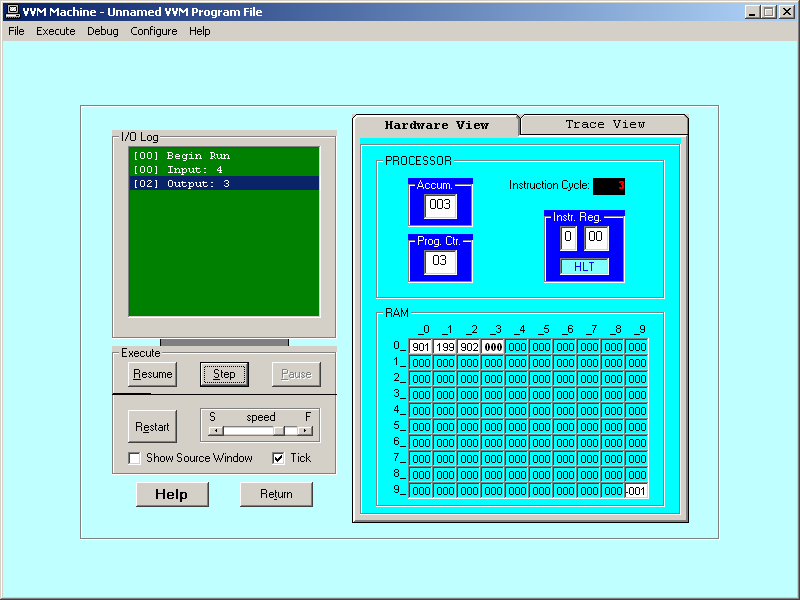 VVM Machine - Unnamed VVM Program File
File Execute Debug Configure Help
I/O Log
[00] Begin Run
[00] Input: 4
[02] Output: 3
Execute
Resume Step Pause
Restart
S speed F
Show Source Window Tick
Help Return
Hardware View Trace View
PROCESSOR
Accum.
003
Instruction Cycle: 3
Prog. Ctr.
03
Instr. Reg.
0 00
HLT
RAM
_0 _1 _2 _3 _4 _5 _6 _7 _8 _9
0_ 901 199 902 000 000 000 000 000 000 000
1_ 000 000 000 000 000 000 000 000 000 000
2_ 000 000 000 000 000 000 000 000 000 000
3_ 000 000 000 000 000 000 000 000 000 000
4_ 000 000 000 000 000 000 000 000 000 000
5_ 000 000 000 000 000 000 000 000 000 000
6_ 000 000 000 000 000 000 000 000 000 000
7_ 000 000 000 000 000 000 000 000 000 000
8_ 000 000 000 000 000 000 000 000 000 000
9_ 000 000 000 000 000 000 000 000 000 -001